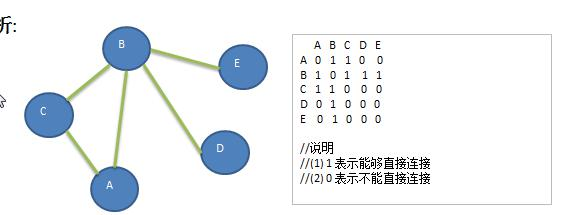 析:
B
E
C
D
A
A B C D E
A 0 1 1 0 0
B 1 0 1 1 1
C 1 1 0 0 0
D 0 1 0 0 0
E 0 1 0 0 0
//说明
//(1) 1 表示能够直接连接
//(2) 0 表示不能直接连接